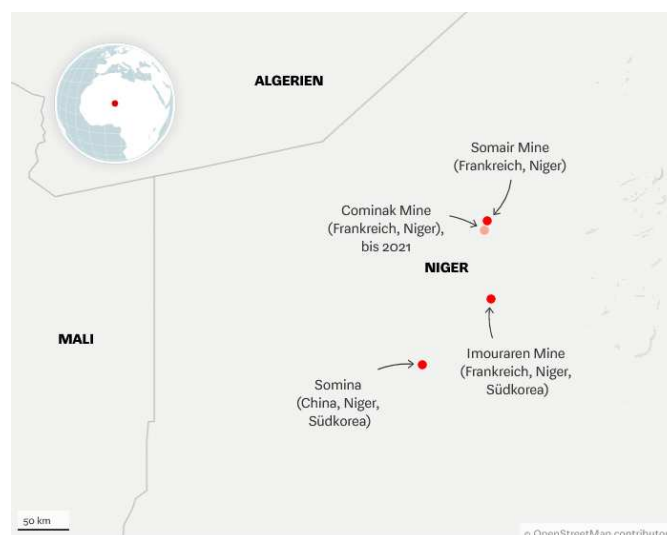 ALGERIEN
Somair Mine
(Frankreich, Niger)
Cominak Mine
(Frankreich, Niger),
bis 2021
NIGER
MALI
Imouraren Mine
(Frankreich, Niger,
Südkorea)
Somina
(China, Niger,
Südkorea)
50 km
© OpenStreetMap contributor